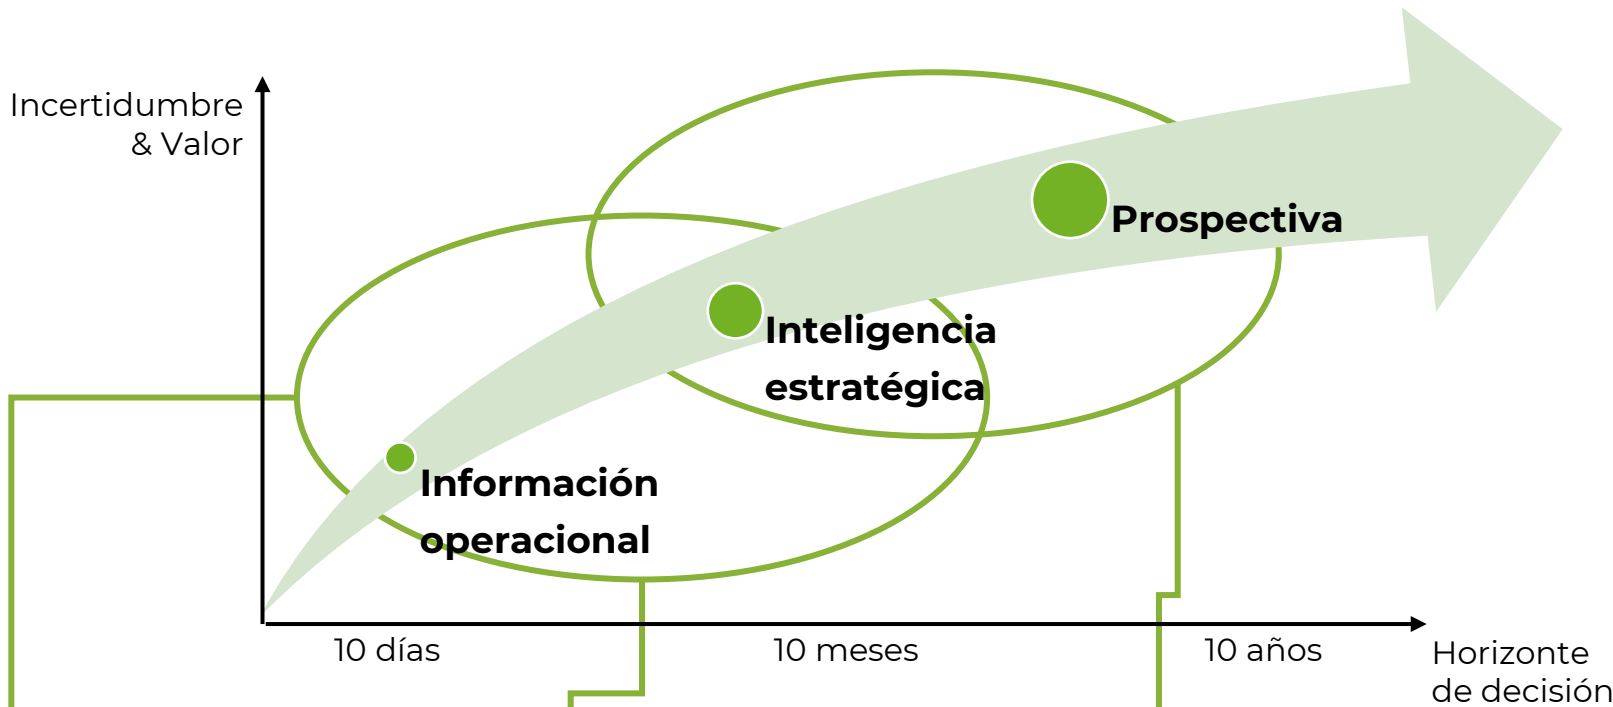 Incertidumbre
& Valor
Prospectiva
Inteligencia
estratégica
Información
operacional
10 días
10 meses
10 años
Horizonte
de decisión